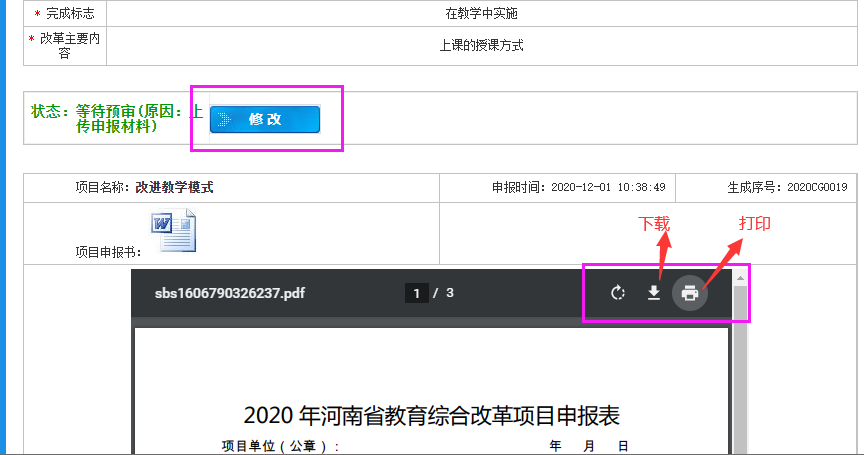 * 完成标志
在教学中实施
* 改革主要内
容
上课的授课方式
状态：等待预审(原因：上
传申报材料)
修改
项目名称：改进教学模式
申报时间：2020-12-01 10:38:49
生成序号：2020CG0019
下载
打印
项目申报书：
W
sbs1606790326237.pdf
1 / 3
2020 年河南省教育综合改革项目申报表
项目单位（公章）：
年 月 日